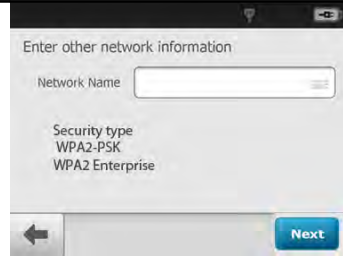 Enter other network information
Network Name
Security type
WPA2-PSK
WPA2 Enterprise
Next